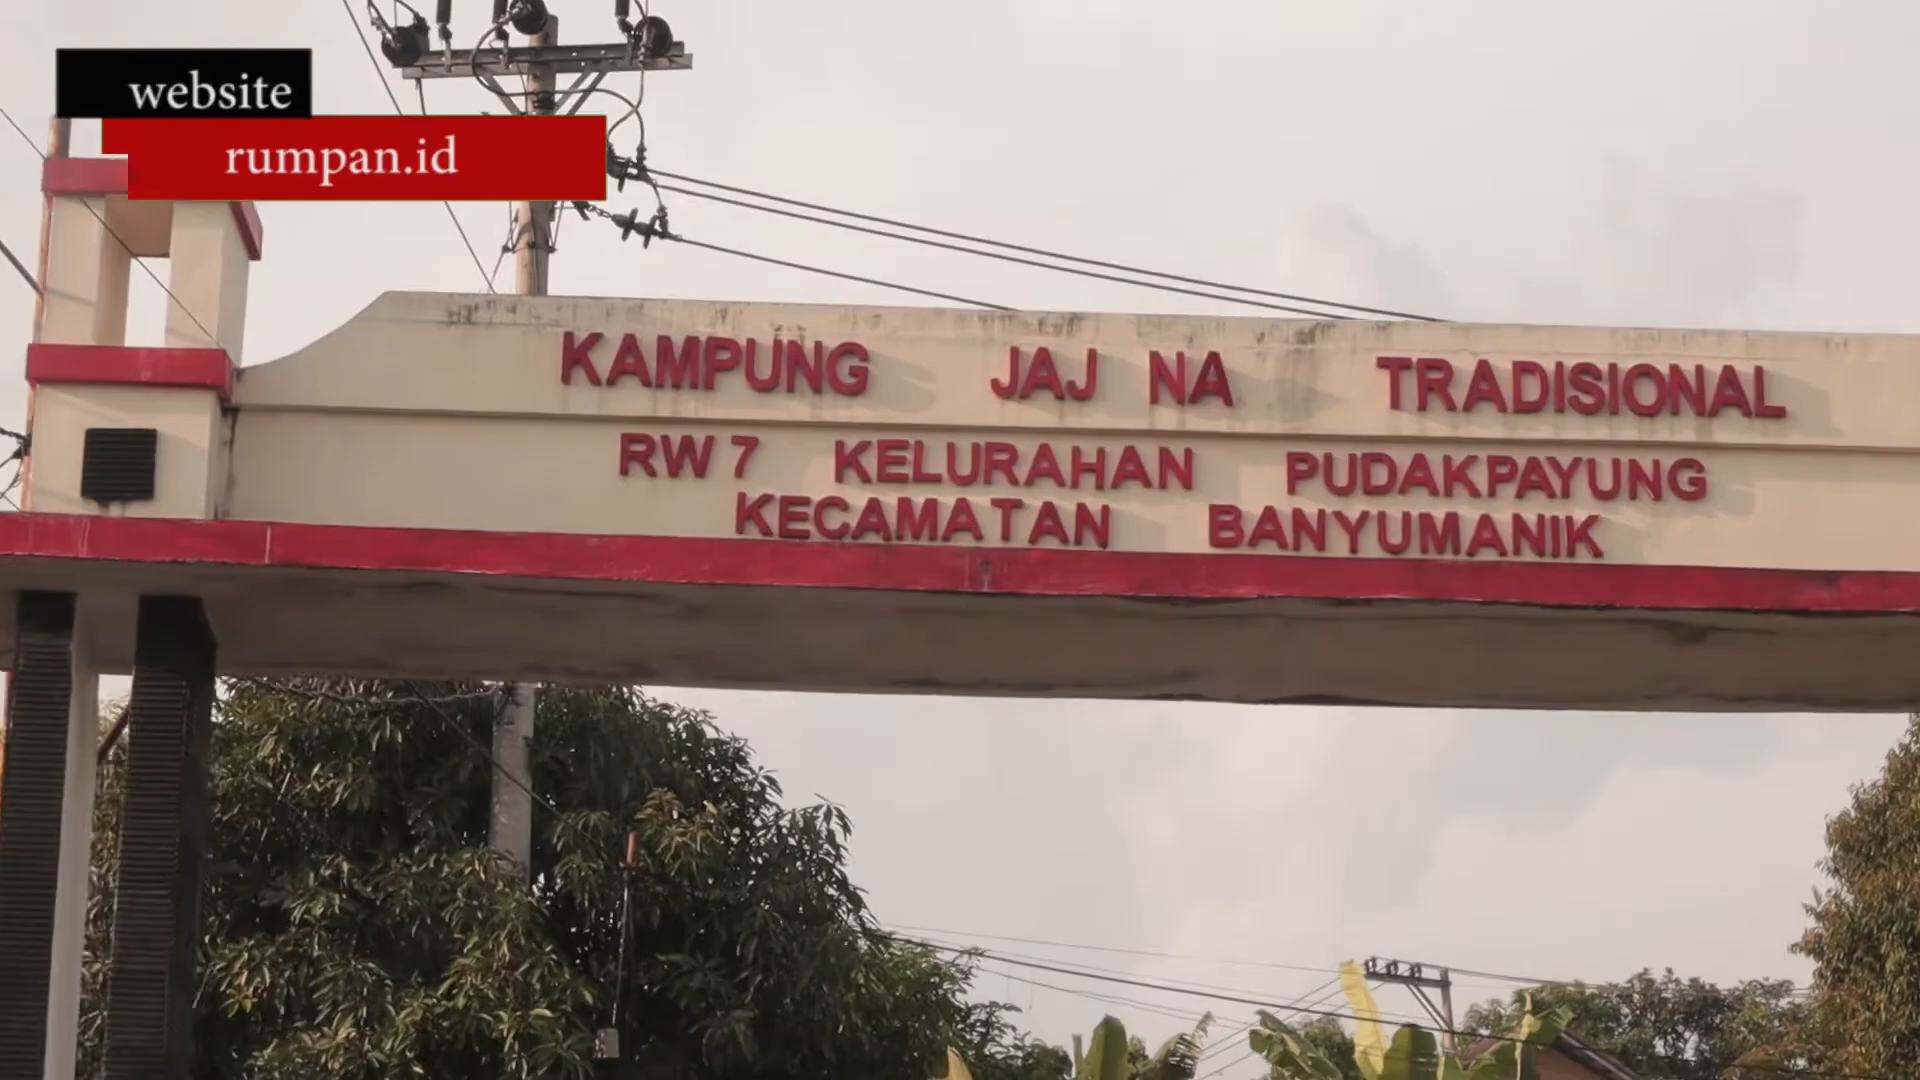 website
rumpan.id
KAMPUNG JAJ NA TRADISIONAL
RW 7 KELURAHAN PUDAKPAYUNG
KECAMATAN BANYUMANIK